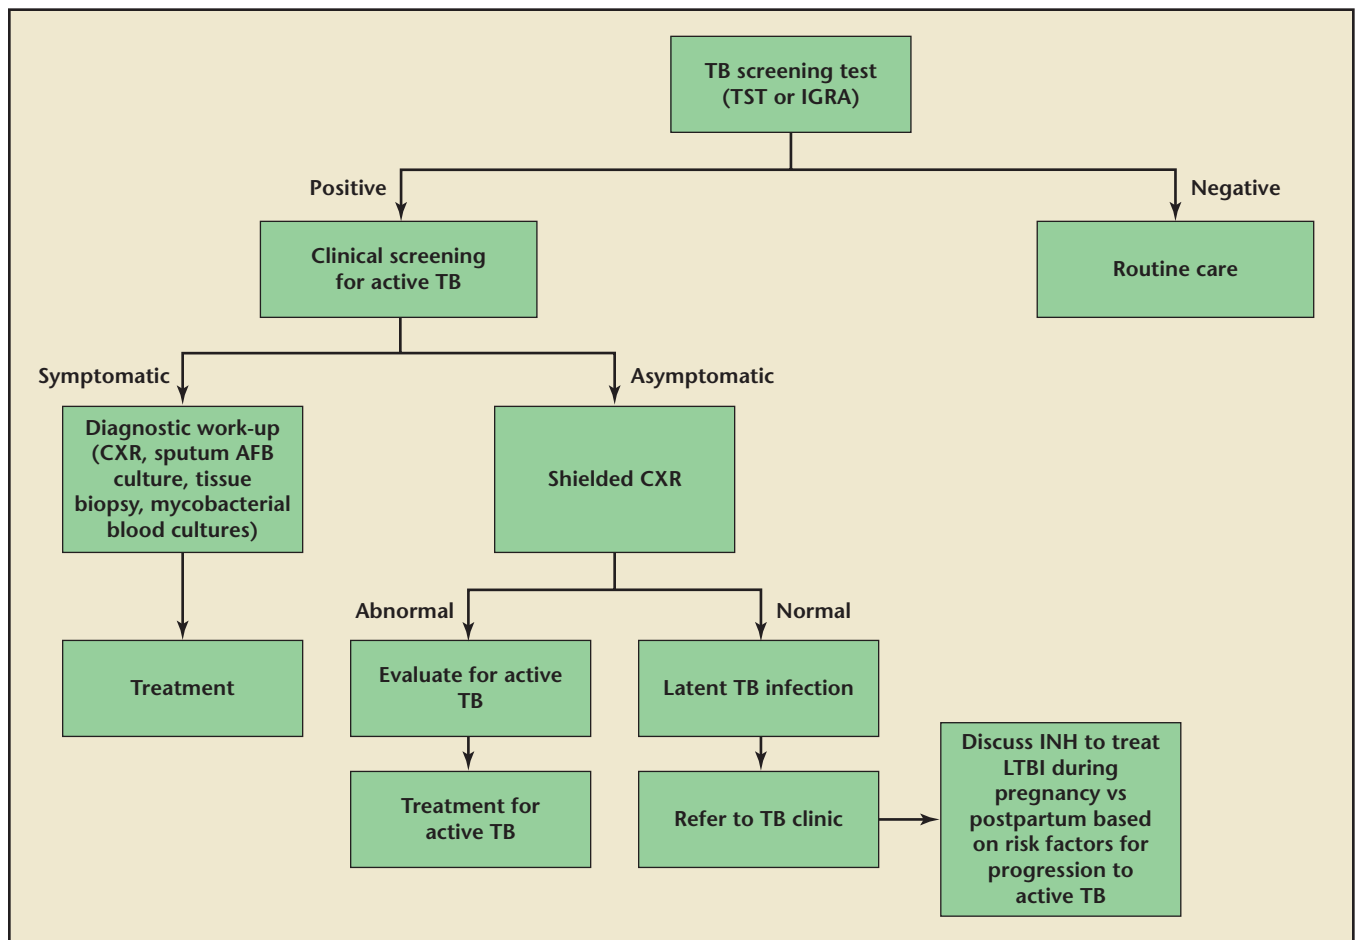 TB screening test
(TST or IGRA)
Positive
Negative
Clinical screening
for active TB
Routine care
Symptomatic
Asymptomatic
Diagnostic work-up
(CXR, sputum AFB
culture, tissue
biopsy, mycobacterial
blood cultures)
Shielded CXR
Abnormal
Normal
Treatment
Evaluate for active
TB
Latent TB infection
Treatment for
active TB
Refer to TB clinic
Discuss INH to treat
LTBI during
pregnancy vs
postpartum based
on risk factors for
progression to
active TB